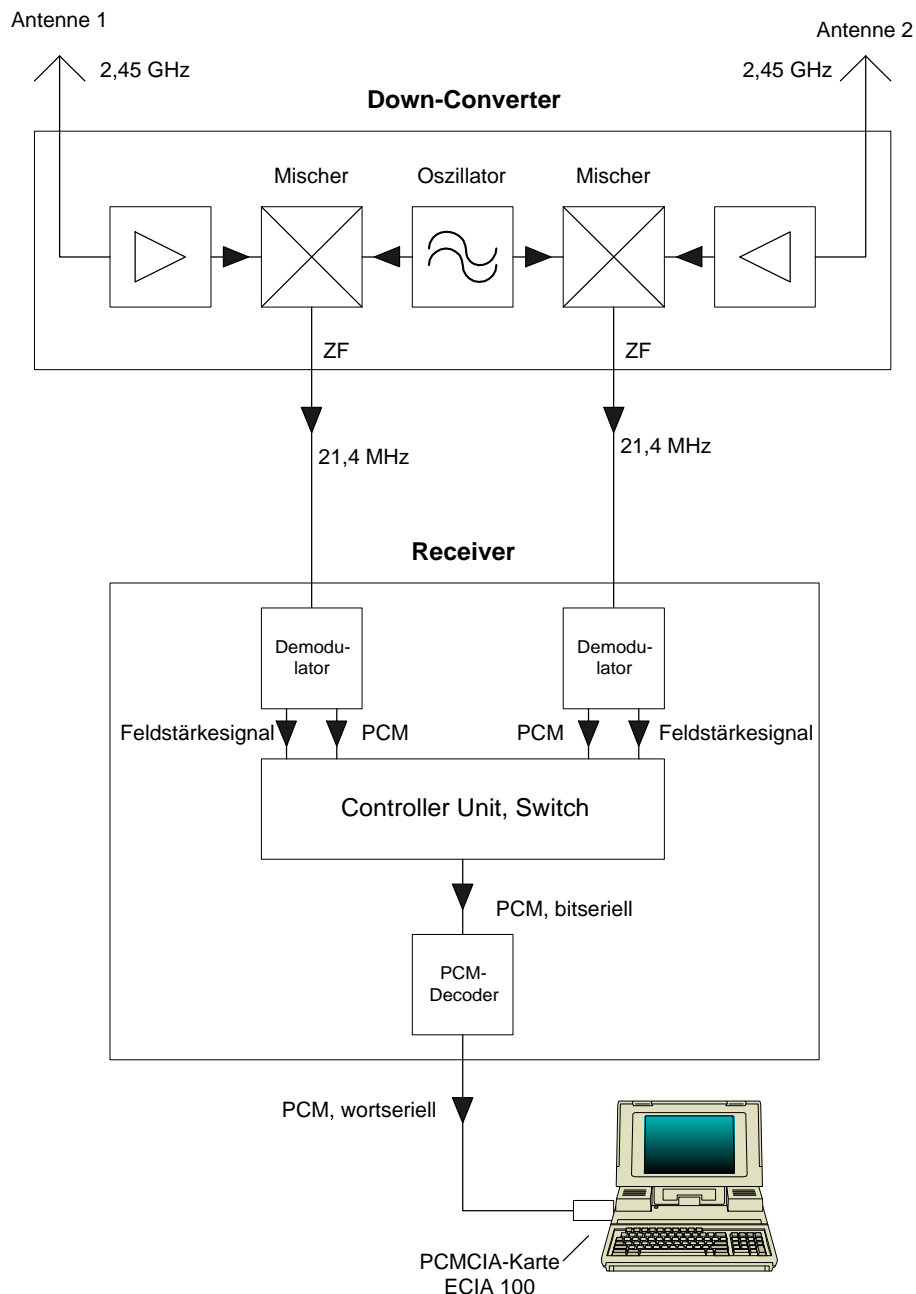 Antenne 1
Antenne 2
2,45 GHz
2,45 GHz
Down-Converter
Mischer
Oszillator
Mischer
ZF
ZF
21,4 MHz
21,4 MHz
Receiver
Demodu-
lator
Demodu-
lator
Feldstärkesignal
PCM
PCM
Feldstärkesignal
Controller Unit, Switch
PCM, bitseriell
PCM-
Decoder
PCM, wortseriell
PCMCIA-Karte
ECIA 100